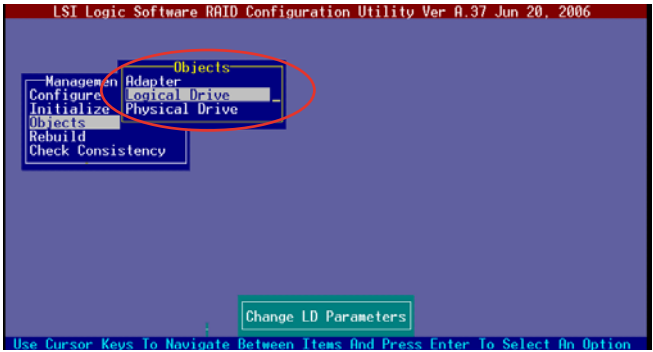 LSI Logic Software RAID Configuration Utility Ver A.37 Jun 20, 2006
Objects
Adapter
Logical Drive
Physical Drive
Managemen
Configure
Initialize
Objects
Rebuild
Check Consistency
Change LD Parameters
Use Cursor Keys To Navigate Between Items And Press Enter To Select An Option